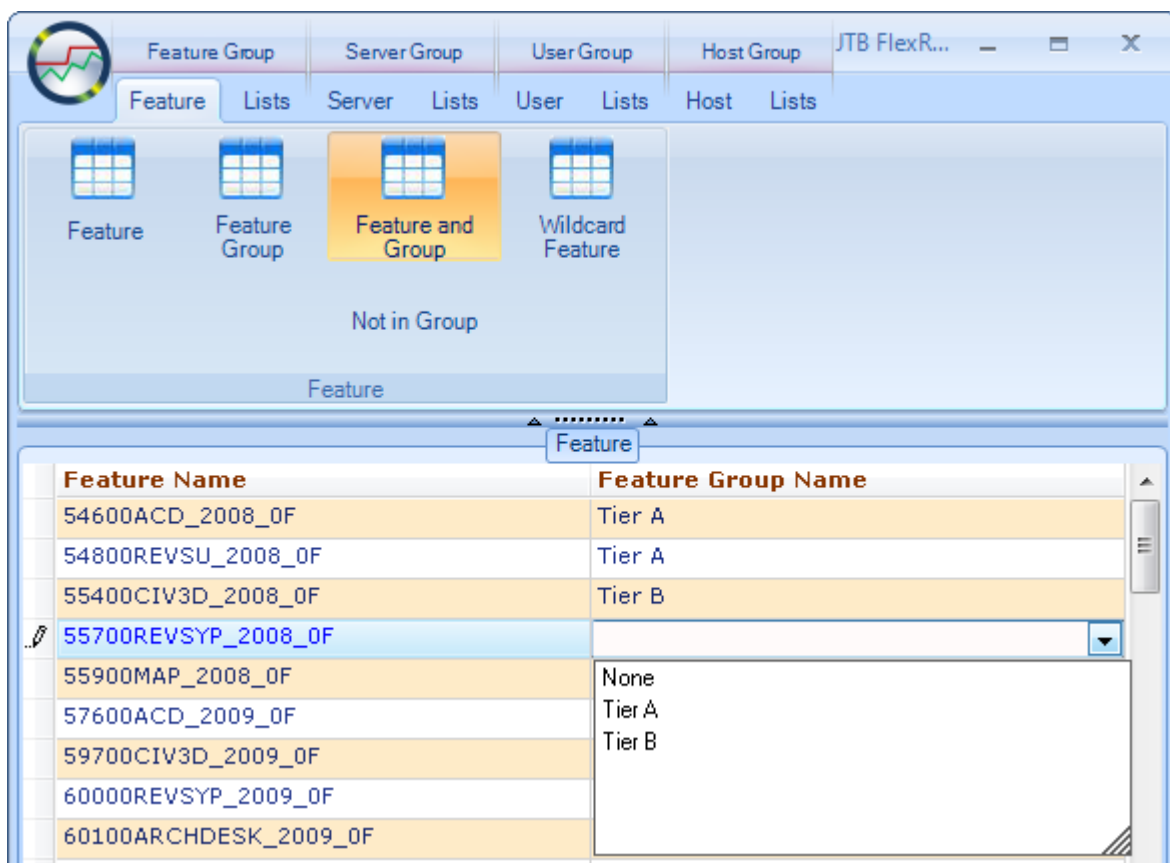 Feature Group Server Group User Group Host Group JTB FlexR...
Feature Lists Server Lists User Lists Host Lists
Feature
Feature
Group
Feature and
Group
Wildcard
Feature
Not in Group
Feature
Feature
Feature Name Feature Group Name
54600ACD_2008_0F Tier A
54800REVSU_2008_0F Tier A
55400CIV3D_2008_0F Tier B
55700REVSYP_2008_0F
55900MAP_2008_0F
57600ACD_2009_0F
59700CIV3D_2009_0F
60000REVSYP_2009_0F
60100ARCHDESK_2009_0F
None
Tier A
Tier B